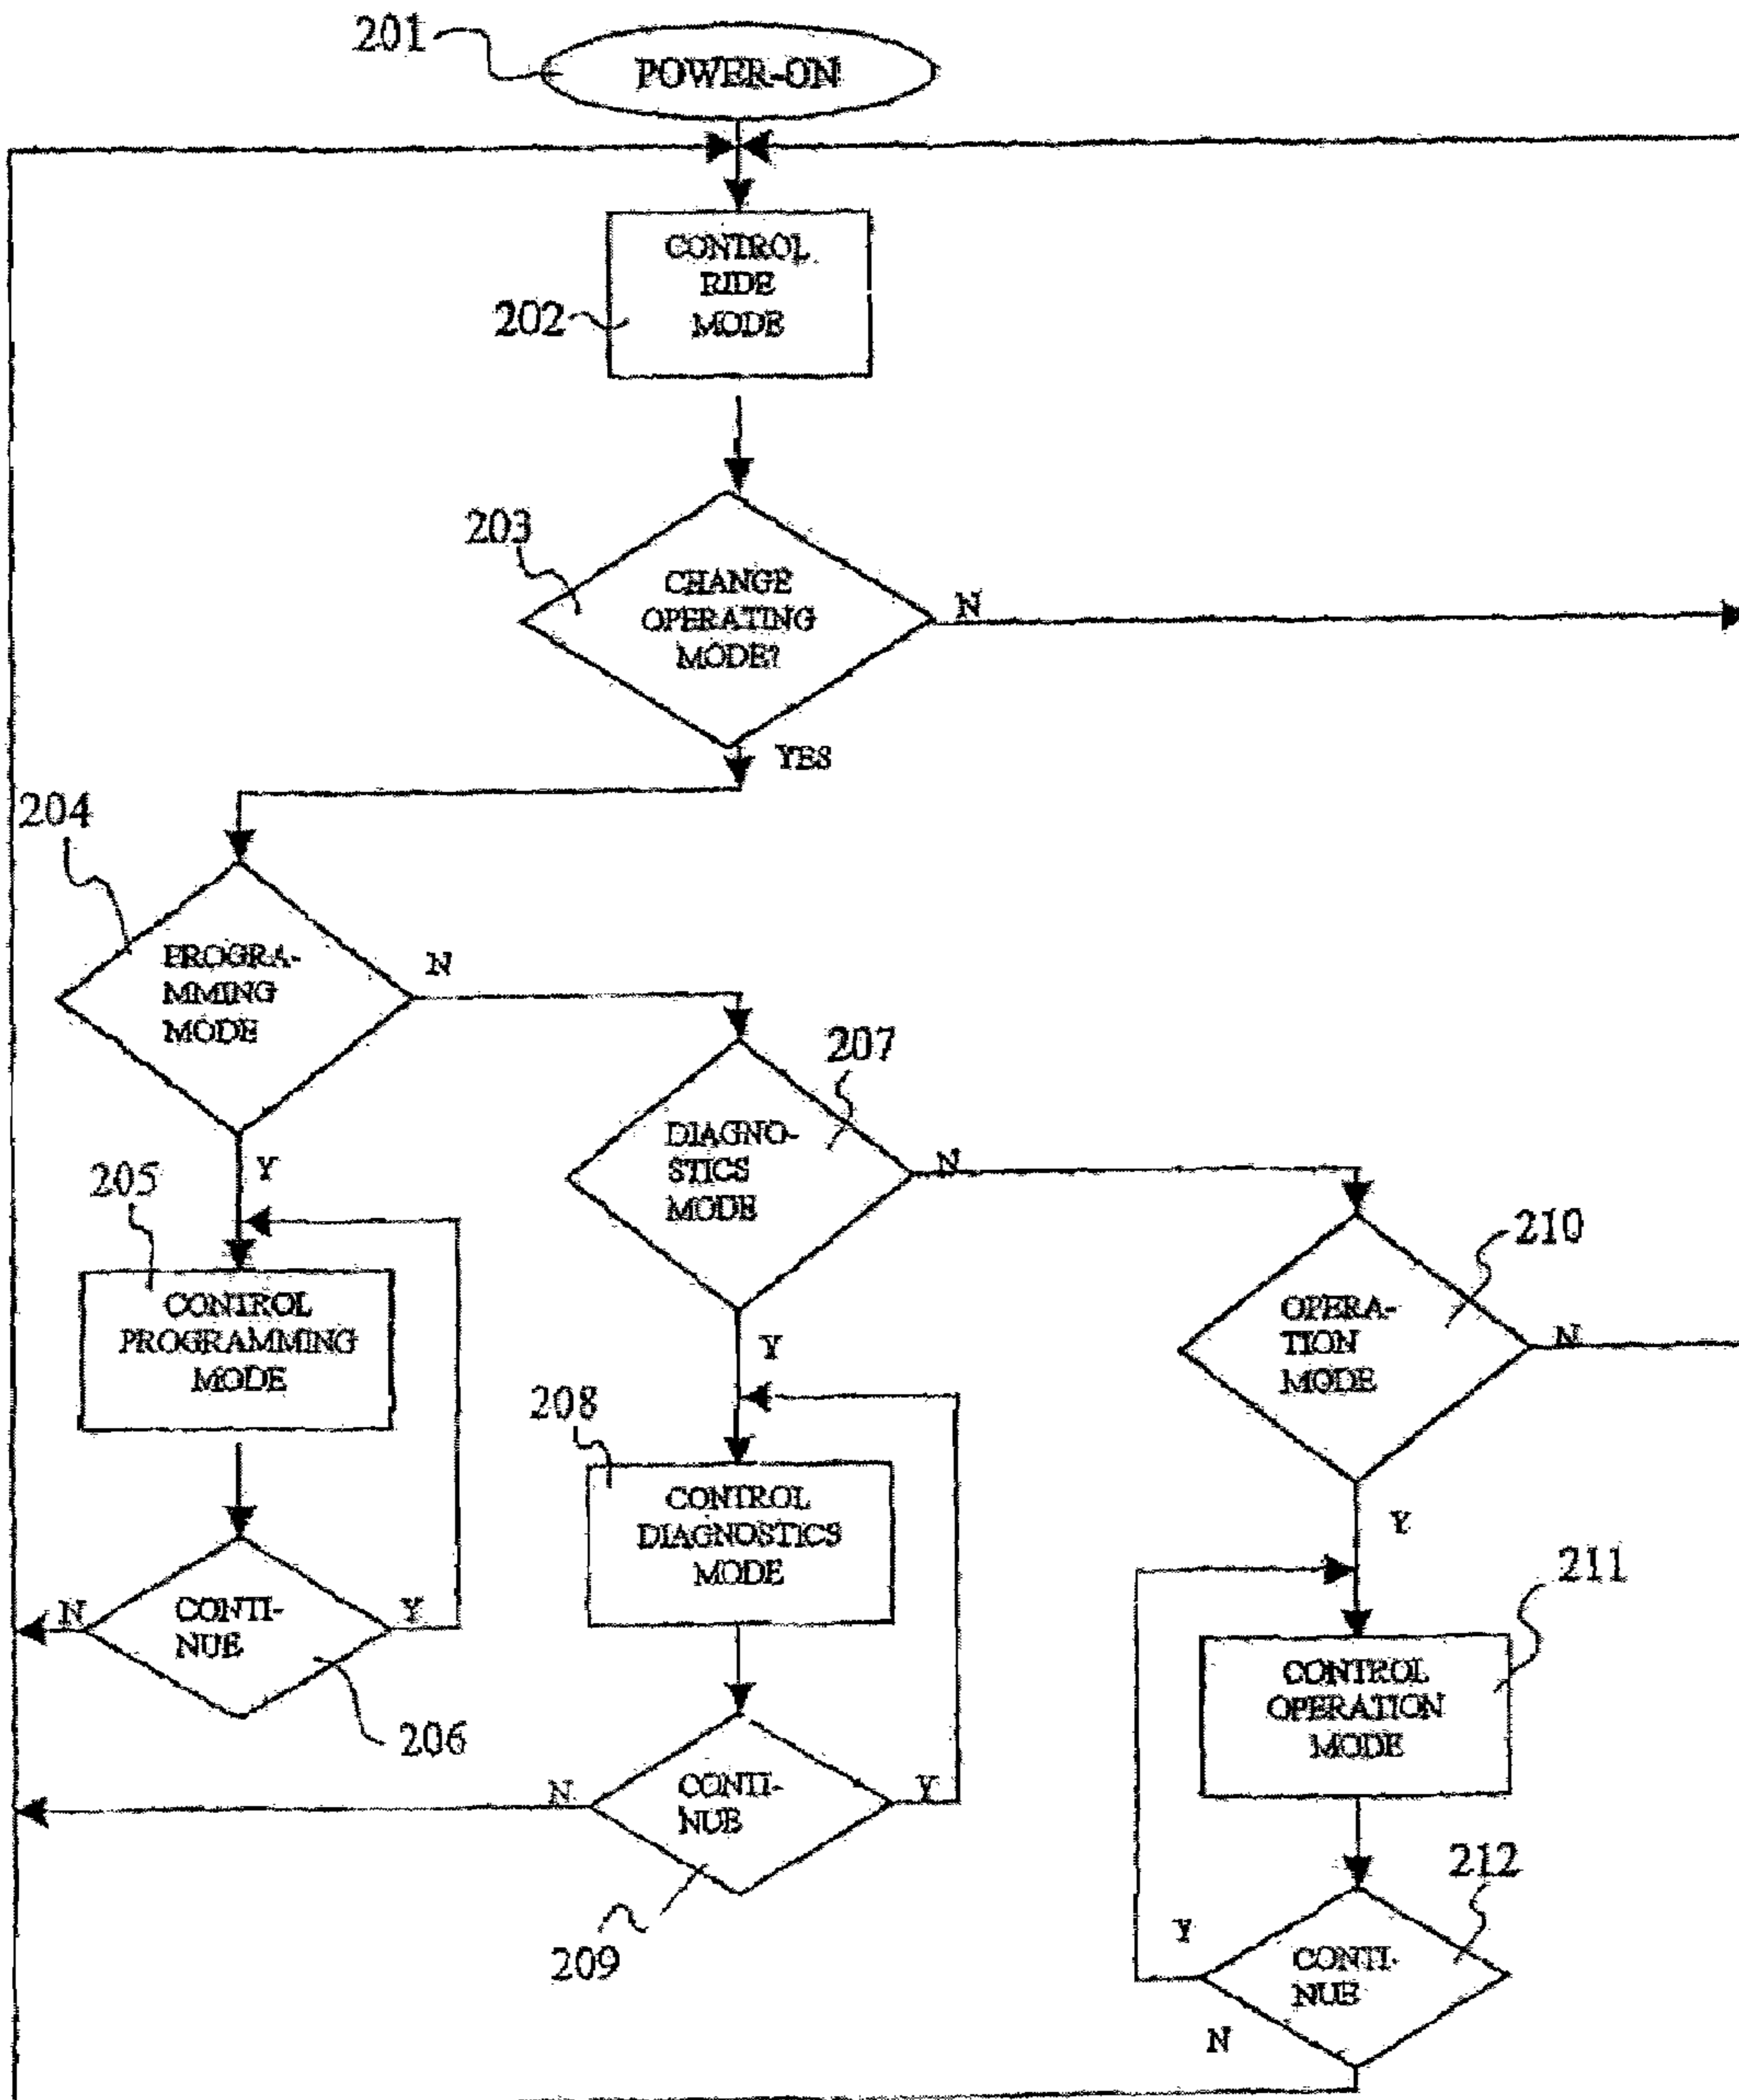 201
POWER-ON
CONTROL
RIDE
MODE
202
203
CHANGE
OPERATING
MODE?
N
YES
204
PROGRA-
MMING
MODE
N
207
DIAGNO-
STICS
MODE
N
Y
205
210
OPERA-
TION
MODE
N
CONTROL
PROGRAMMING
MODE
Y
208
CONTROL
DIAGNOSTICS
MODE
Y
211
N
CONTI-
NUE
Y
206
CONTROL
OPERATION
MODE
N
CONTI-
NUE
Y
209
212
Y
CONTI-
NUE
N